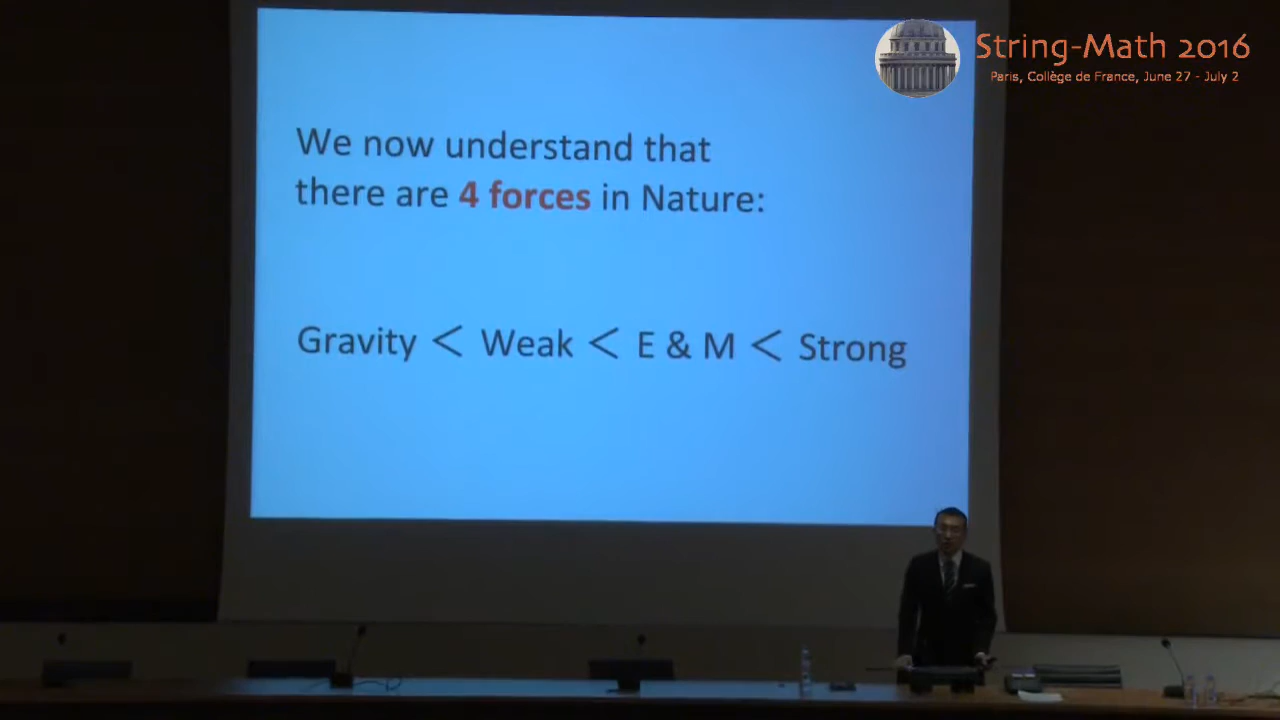 String-Math 2016
Paris, Collège de France, June 27 - July 2
We now understand that
there are 4 forces in Nature:
Gravity < Weak < E & M < Strong